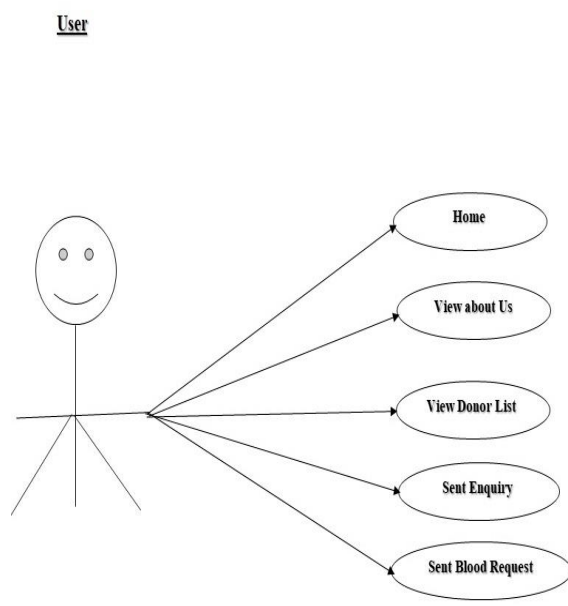 User
Home
View about Us
View Donor List
Sent Enquiry
Sent Blood Request